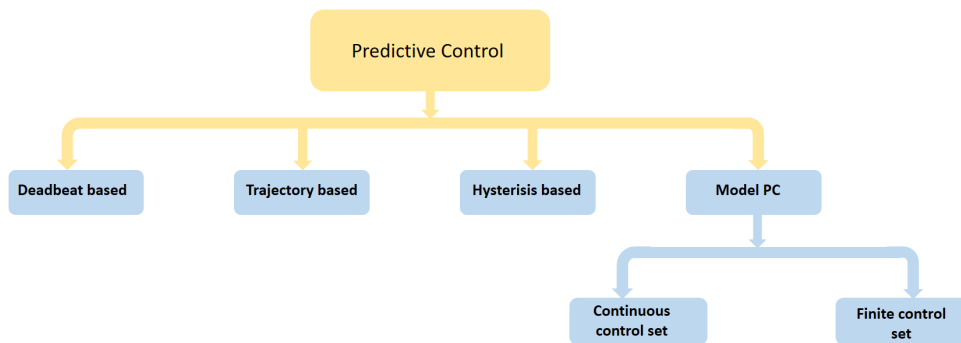 Predictive Control
Deadbeat based
Trajectory based
Hysterisis based
Model PC
Continuous
control set
Finite control
set